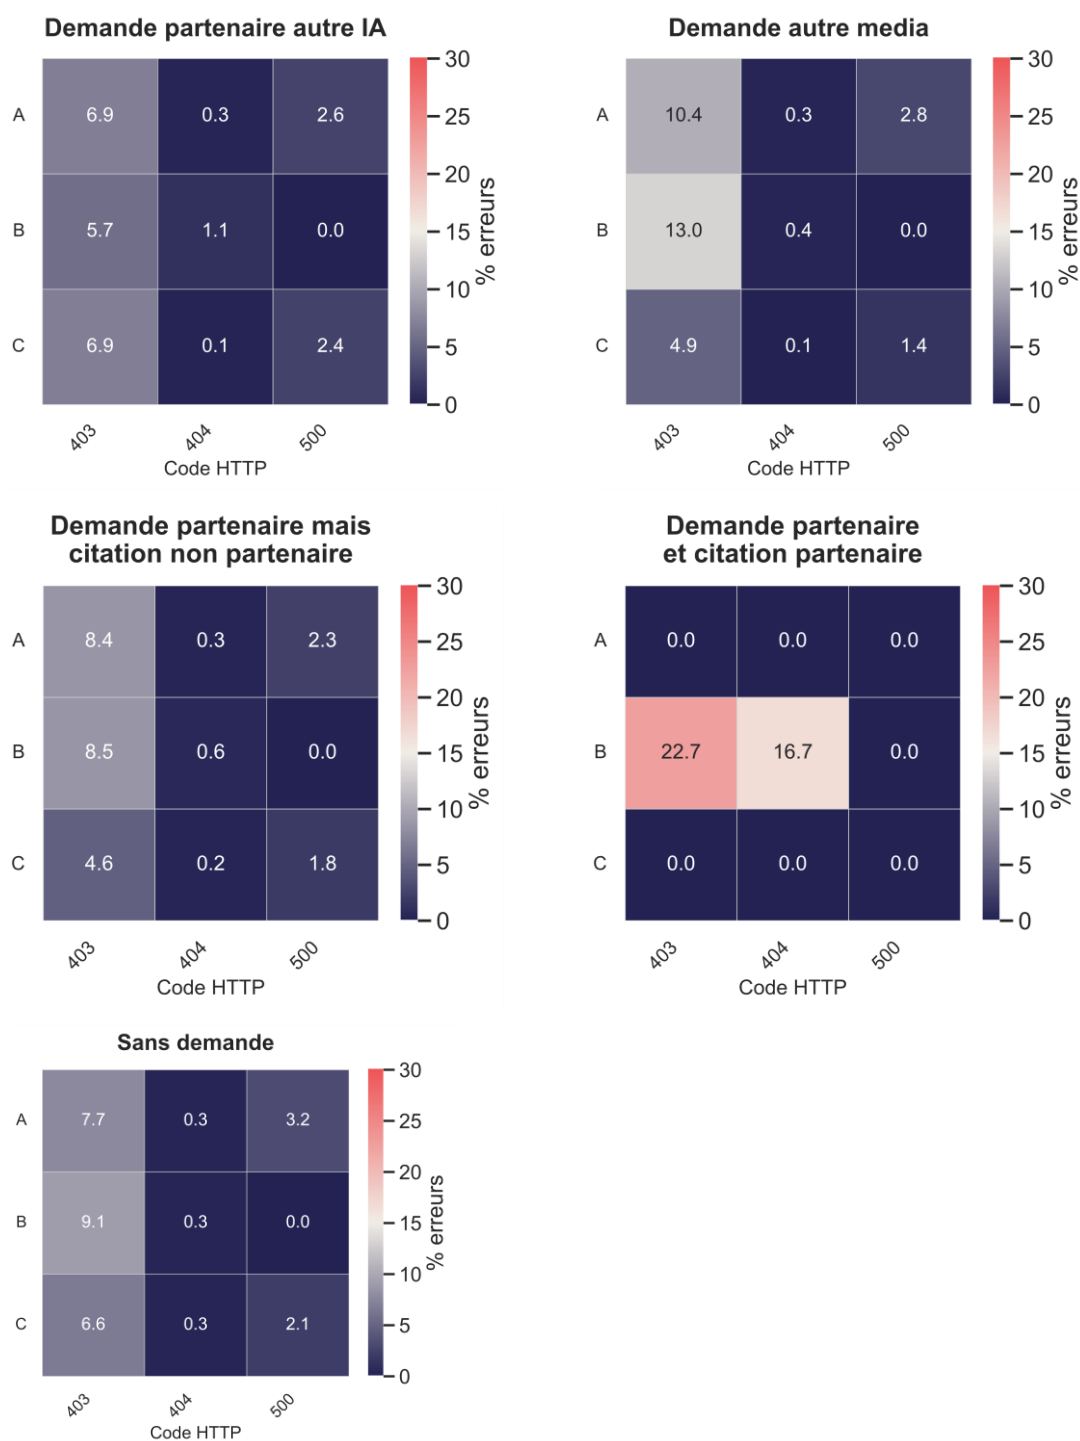 Demande partenaire autre IA
A 6.9 0.3 2.6
B 5.7 1.1 0.0
C 6.9 0.1 2.4
403 404 500
Code HTTP
30
25
20
15
10
5
0
% erreurs
Demande autre media
A 10.4 0.3 2.8
B 13.0 0.4 0.0
C 4.9 0.1 1.4
403 404 500
Code HTTP
30
25
20
15
10
5
0
% erreurs
Demande partenaire mais
citation non partenaire
A 8.4 0.3 2.3
B 8.5 0.6 0.0
C 4.6 0.2 1.8
403 404 500
Code HTTP
30
25
20
15
10
5
0
% erreurs
Demande partenaire
et citation partenaire
A 0.0 0.0 0.0
B 22.7 16.7 0.0
C 0.0 0.0 0.0
403 404 500
Code HTTP
30
25
20
15
10
5
0
% erreurs
Sans demande
A 7.7 0.3 3.2
B 9.1 0.3 0.0
C 6.6 0.3 2.1
403 404 500
Code HTTP
30
25
20
15
10
5
0
% erreurs